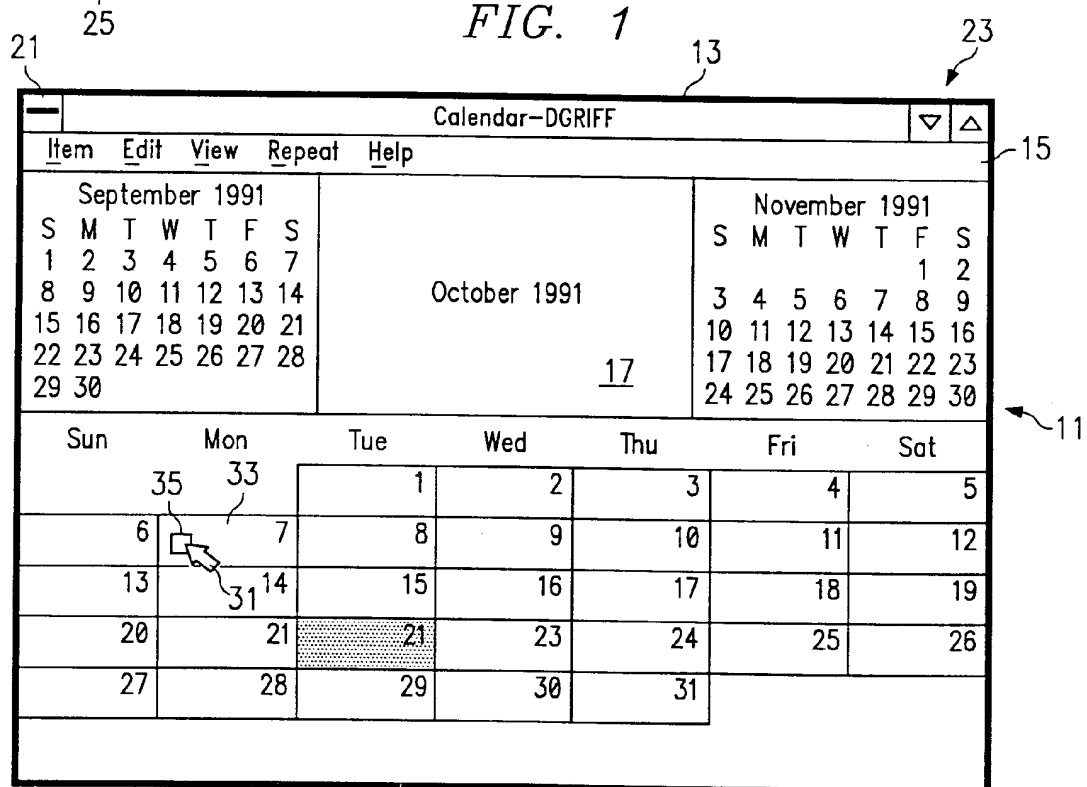 25
FIG. 1
21
13
23
Calendar-DGRIFF
Item Edit View Repeat Help
15
September 1991
S M T W T F S
1 2 3 4 5 6 7
8 9 10 11 12 13 14
15 16 17 18 19 20 21
22 23 24 25 26 27 28
29 30
October 1991
17
November 1991
S M T W T F S
1 2
3 4 5 6 7 8 9
10 11 12 13 14 15 16
17 18 19 20 21 22 23
24 25 26 27 28 29 30
11
Sun Mon Tue Wed Thu Fri Sat
35 33
1 2 3 4 5
6 7 8 9 10 11 12
31
13 14 15 16 17 18 19
20 21 21 23 24 25 26
27 28 29 30 31